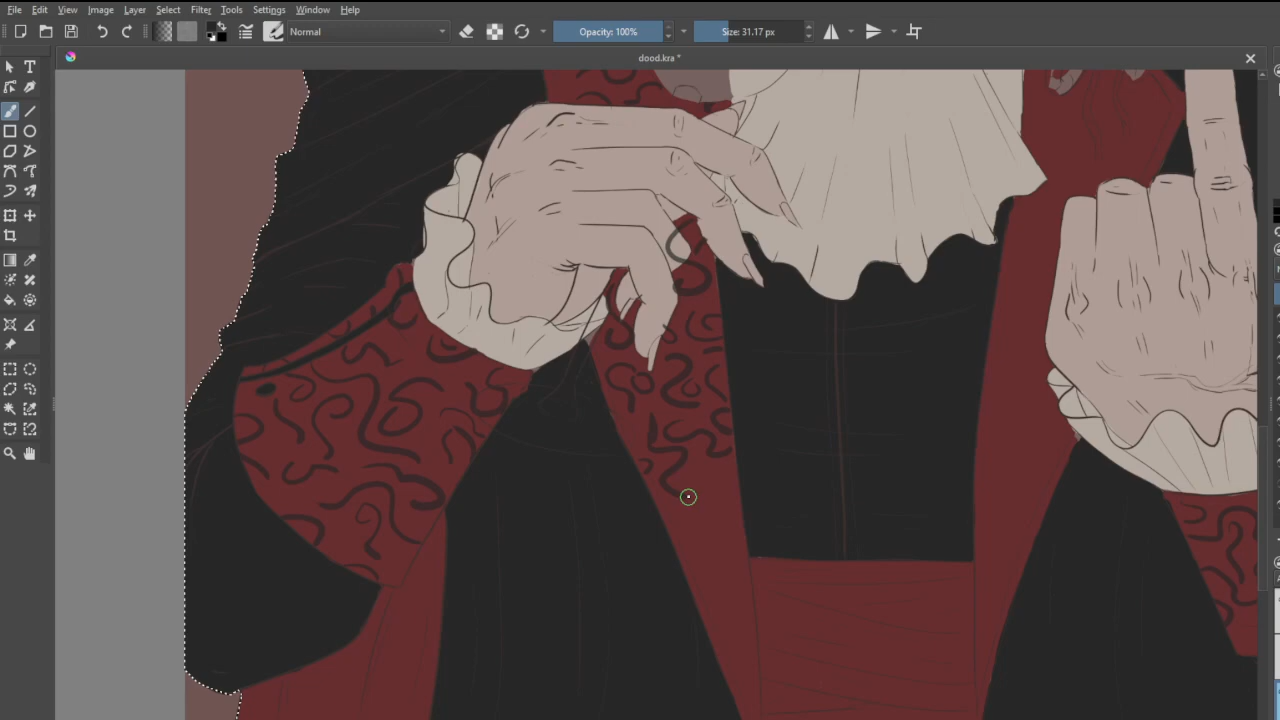 File Edit View Image Layer Select Filter Tools Settings Window Help
Normal Opacity: 100% Size: 31.17 px
dood.kra *